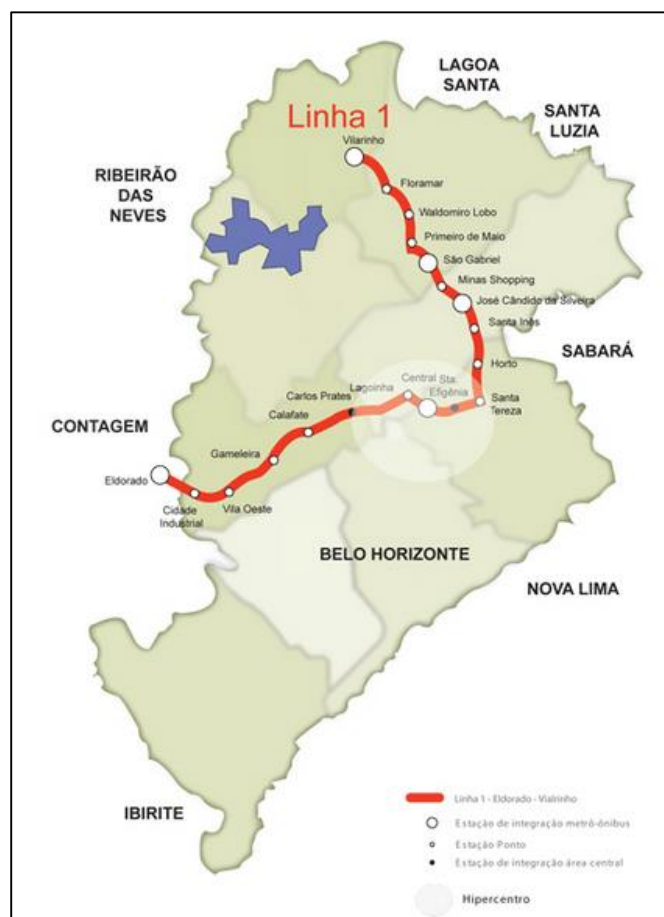 LAGOA
SANTA
SANTA
LUZIA
Linha 1
Vilarinho
RIBEIRÃO
DAS
NEVES
Floramar
Waldomiro Lobo
Primeiro de Maio
São Gabriel
Minas Shopping
José Cândido da Silveira
Santa Inês
SABARÁ
Horto
Central
Sta.
Efigênia
Lagoinha
Carlos Prates
Santa
Tereza
Calafate
CONTAGEM
Gameleira
Eldorado
Cidade
Industrial
Vila Oeste
BELO HORIZONTE
NOVA LIMA
IBIRITE
Linha 1 - Eldorado - Vialrinho
Estação de integração metrô-ônibus
Estação Ponto
Estação de integração área central
Hipercentro